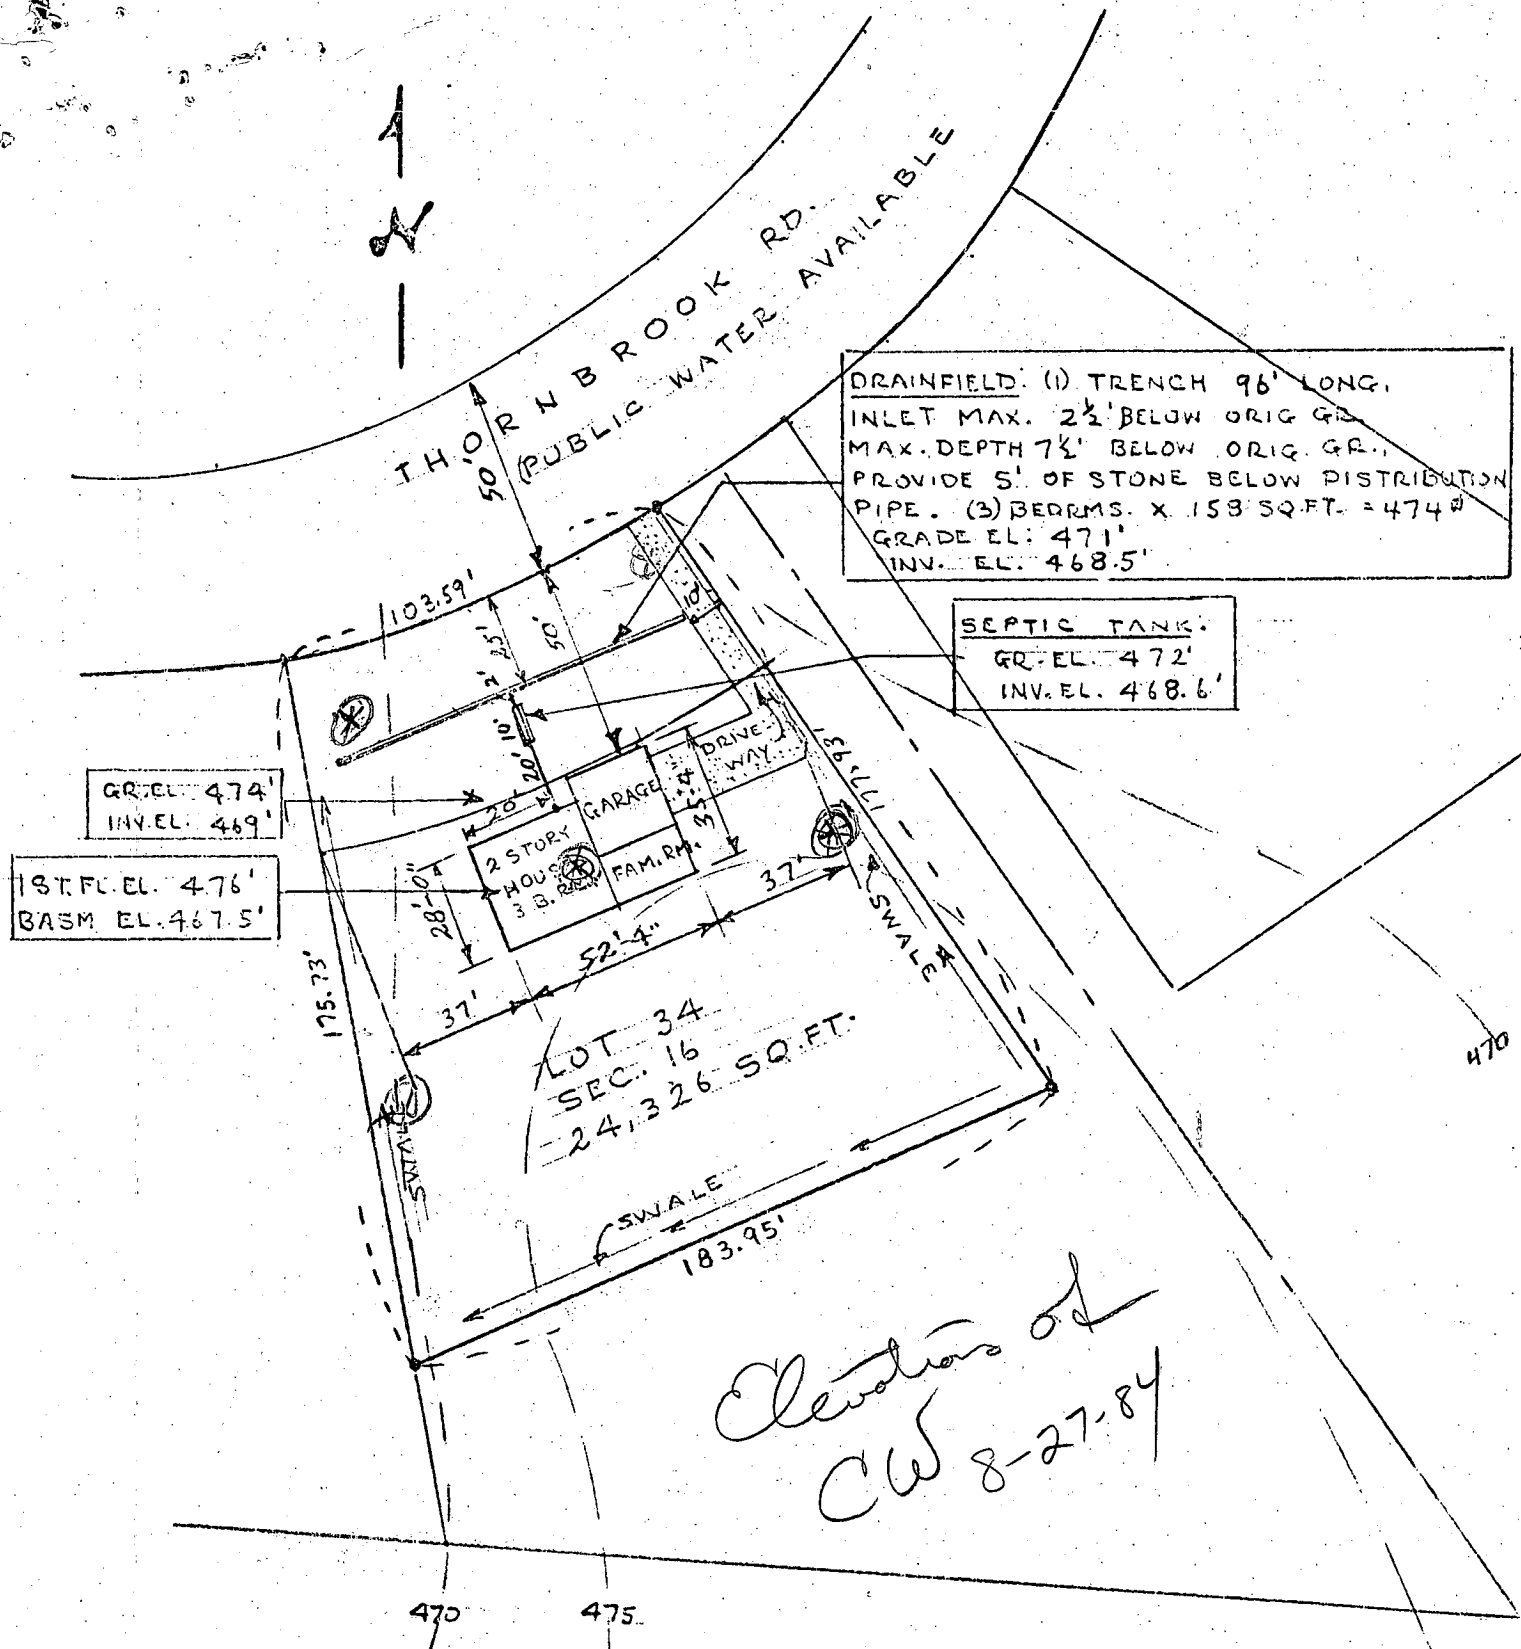 N
THORNBROOK RD.
(PUBLIC WATER AVAILABLE
DRAINFIELD: (1) TRENCH 96' LONG,
INLET MAX. 2½' BELOW ORIG GR.
MAX. DEPTH 7½' BELOW ORIG. GR.,
PROVIDE 5' OF STONE BELOW DISTRIBUTION
PIPE. (3) BEDRMS. X 158 SQ.FT. = 474
GRADE EL: 471'
INV. EL. 468.5'
SEPTIC TANK:
GR. EL. 472'
INV. EL. 468.6'
50'
103.59'
25'
50'
10'
2'
10'
20'
20'
GR. EL. 474'
INV. EL. 469'
1ST. FL. EL. 476'
BASM EL. 467.5'
DRIVE-
WAY
GARAGE
35'-4"
177.93'
2 STORY
HOUSE
3 B.R.
FAM. RM.
28'-0"
37'
52'-4"
37'
SWALE
175.73'
LOT 34
SEC. 16
24,326 SQ.FT.
470
SWALE
SWALE
183.95'
Elevations of
CW 8-27-84
470
475